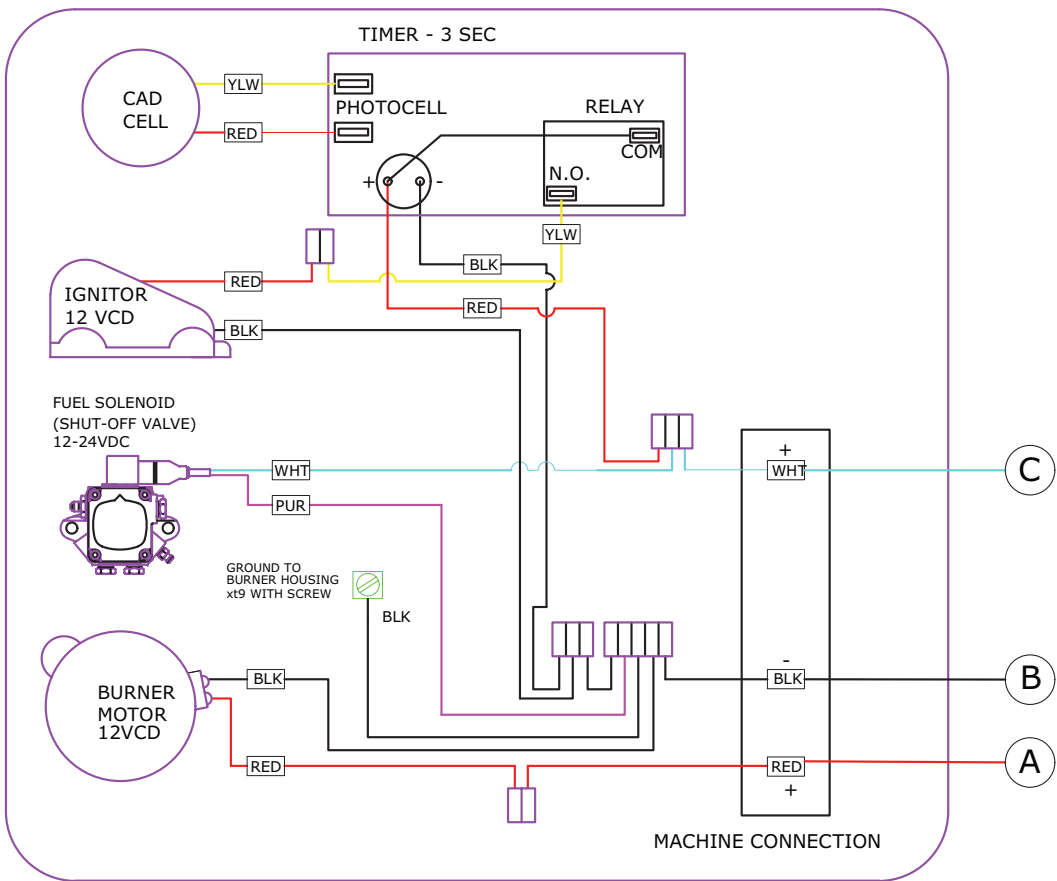 TIMER - 3 SEC
CAD
CELL
YLW
RED
PHOTOCELL
RELAY
COM
N.O.
+
-
YLW
BLK
RED
IGNITOR
12 VCD
RED
BLK
FUEL SOLENOID
(SHUT-OFF VALVE)
12-24VDC
WHT
PUR
+
WHT
C
GROUND TO
BURNER HOUSING
xt9 WITH SCREW
BLK
BURNER
MOTOR
12VCD
BLK
RED
-
BLK
B
RED
+
A
MACHINE CONNECTION